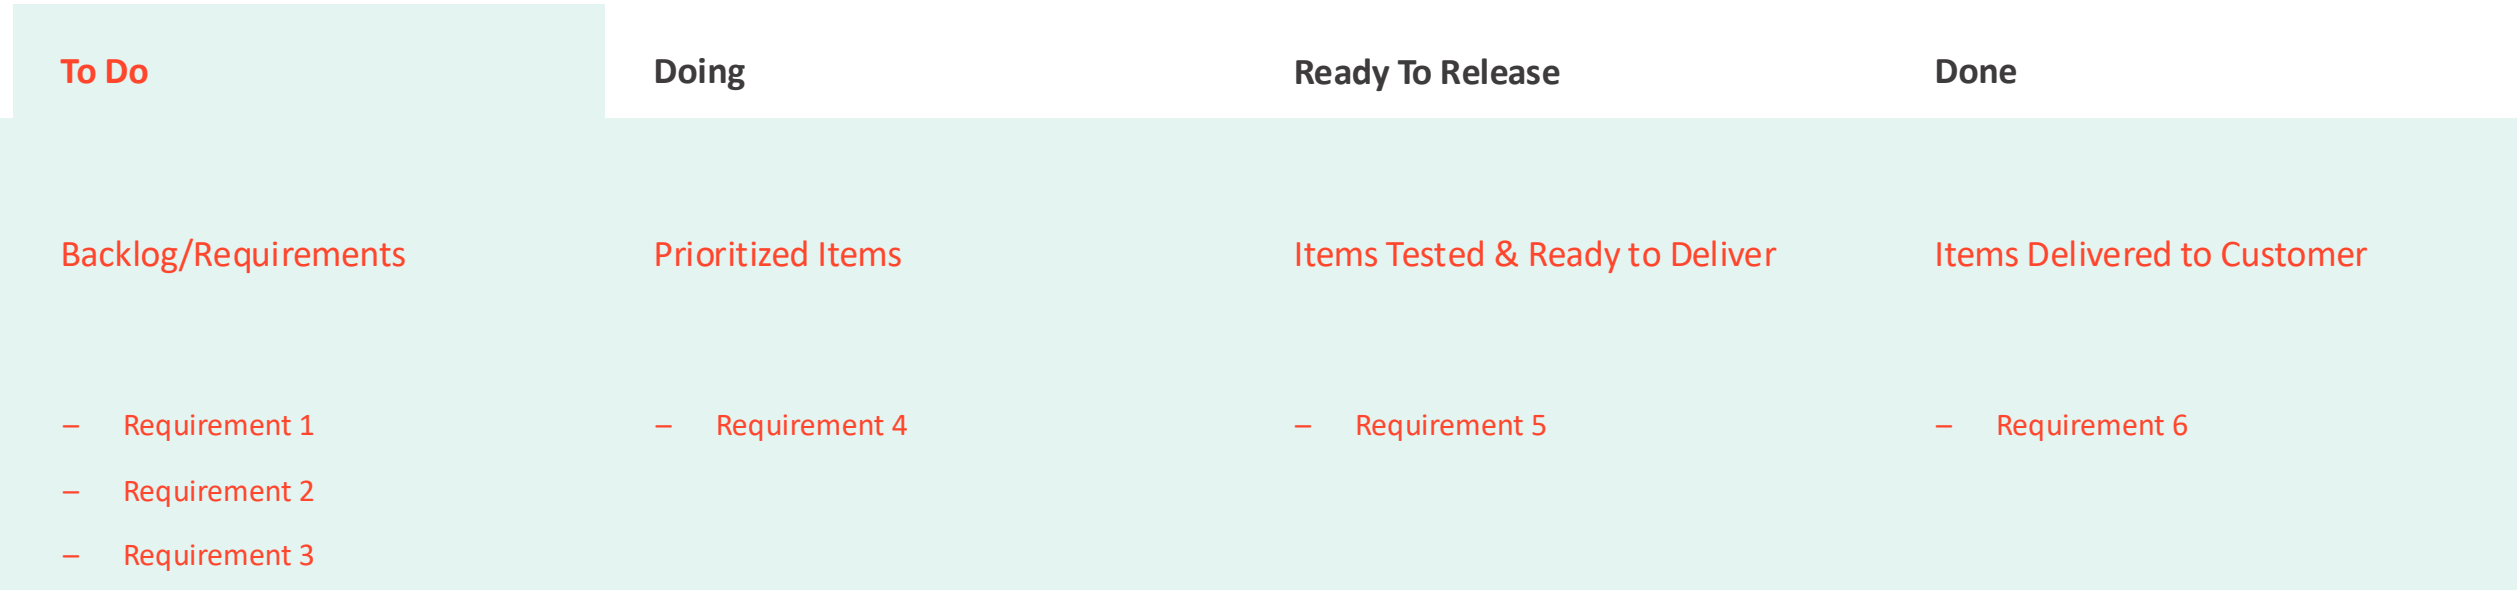 To Do
Doing
Ready To Release
Done
Backlog/Requirements
Prioritized Items
Items Tested & Ready to Deliver
Items Delivered to Customer
– Requirement 1
– Requirement 4
– Requirement 5
– Requirement 6
– Requirement 2
– Requirement 3